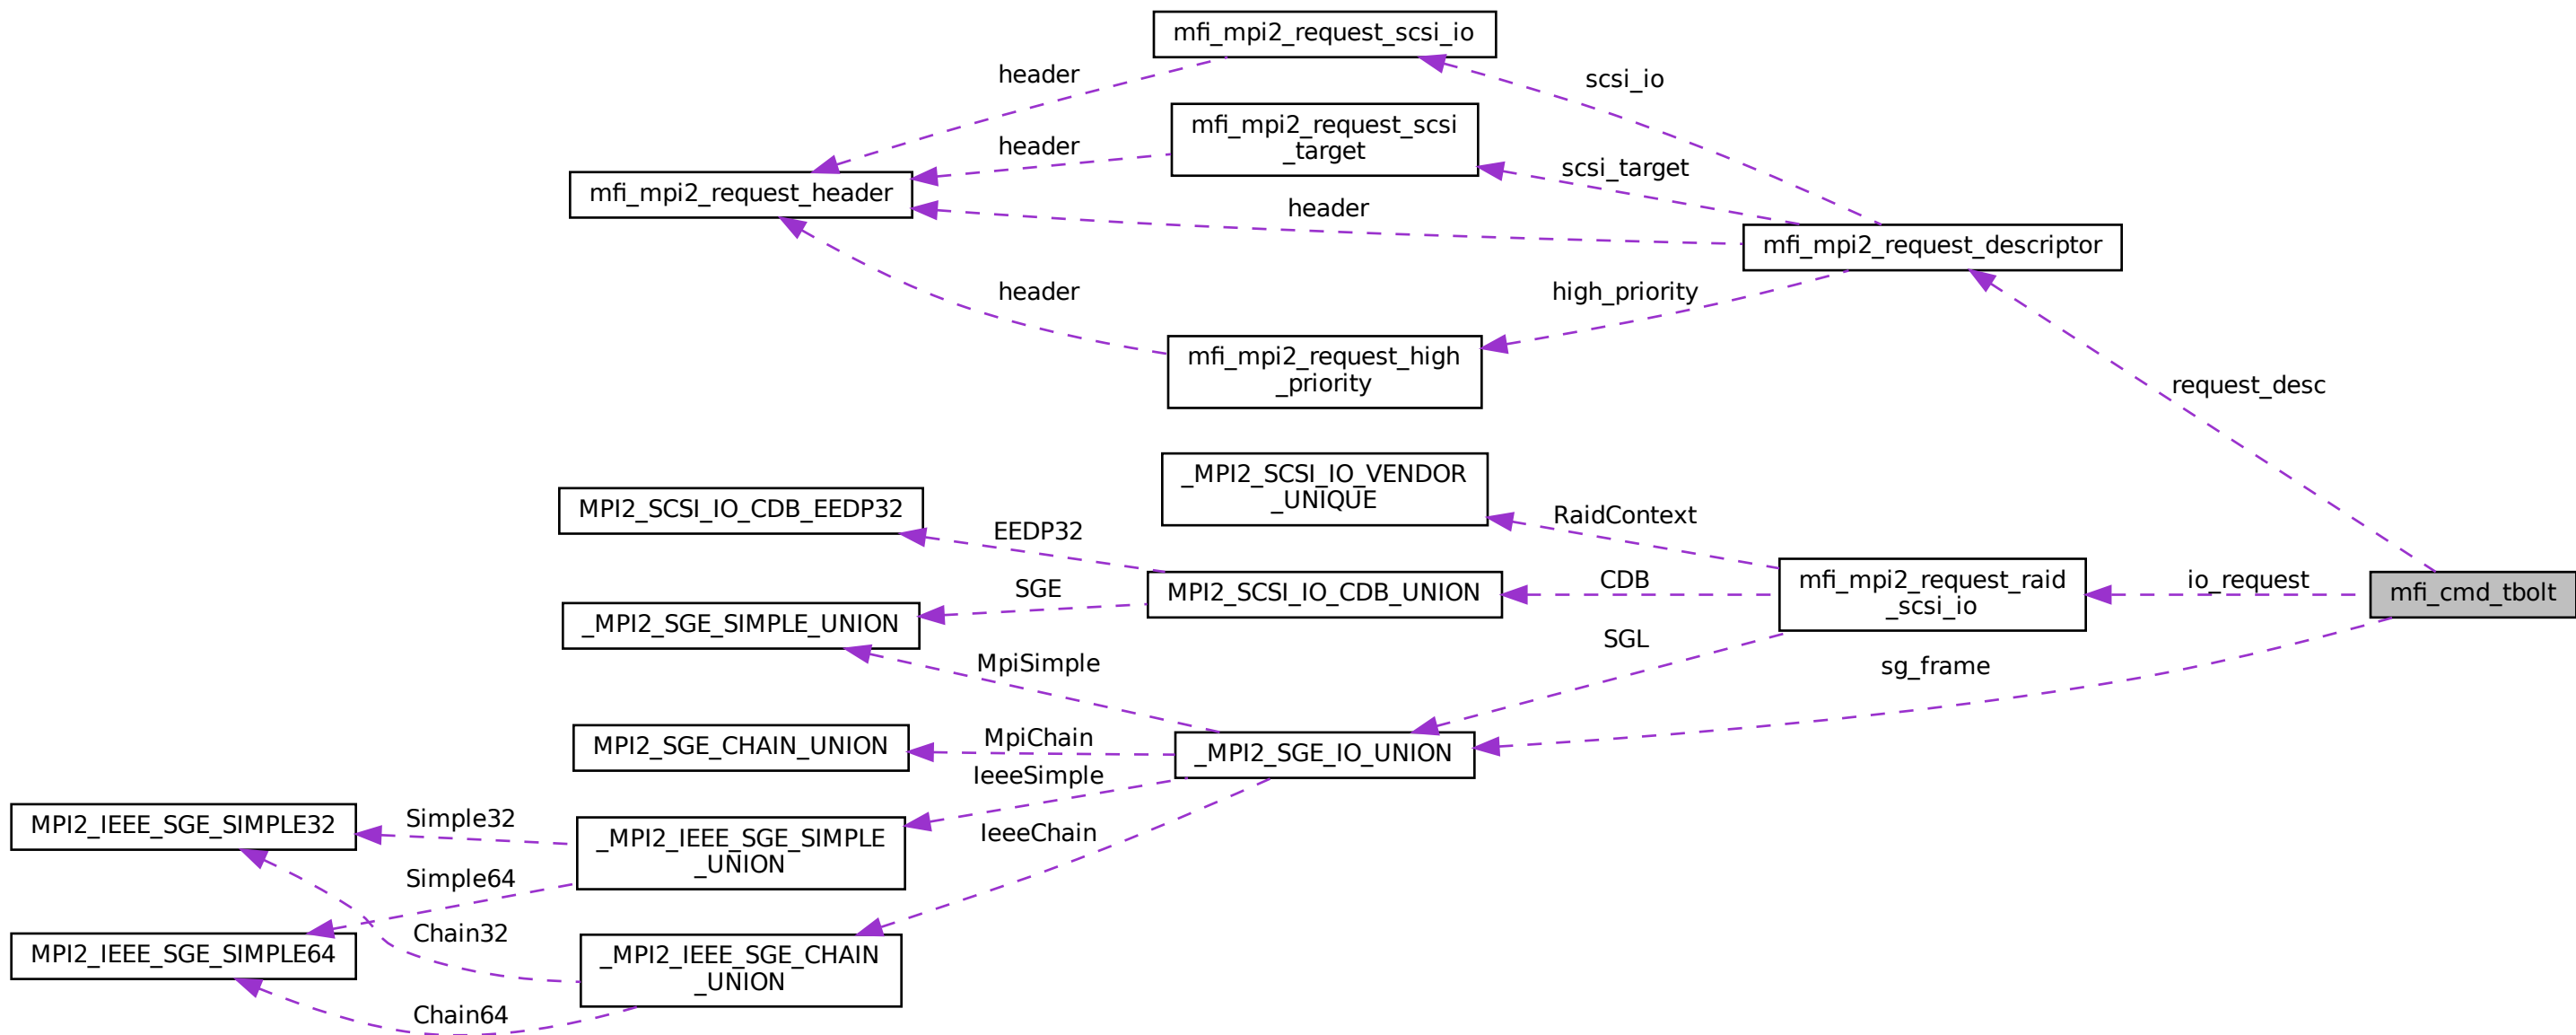 mfi_mpi2_request_scsi_io
header
scsi_io
mfi_mpi2_request_scsi
_target
header
scsi_target
mfi_mpi2_request_header
header
mfi_mpi2_request_descriptor
header
high_priority
mfi_mpi2_request_high
_priority
request_desc
_MPI2_SCSI_IO_VENDOR
_UNIQUE
MPI2_SCSI_IO_CDB_EEDP32
EEDP32
RaidContext
MPI2_SCSI_IO_CDB_UNION
CDB
mfi_mpi2_request_raid
_scsi_io
io_request
mfi_cmd_tbolt
SGE
_MPI2_SGE_SIMPLE_UNION
MpiSimple
SGL
sg_frame
MPI2_SGE_CHAIN_UNION
MpiChain
_MPI2_SGE_IO_UNION
IeeeSimple
MPI2_IEEE_SGE_SIMPLE32
Simple32
_MPI2_IEEE_SGE_SIMPLE
_UNION
IeeeChain
Simple64
Chain32
MPI2_IEEE_SGE_SIMPLE64
_MPI2_IEEE_SGE_CHAIN
_UNION
Chain64